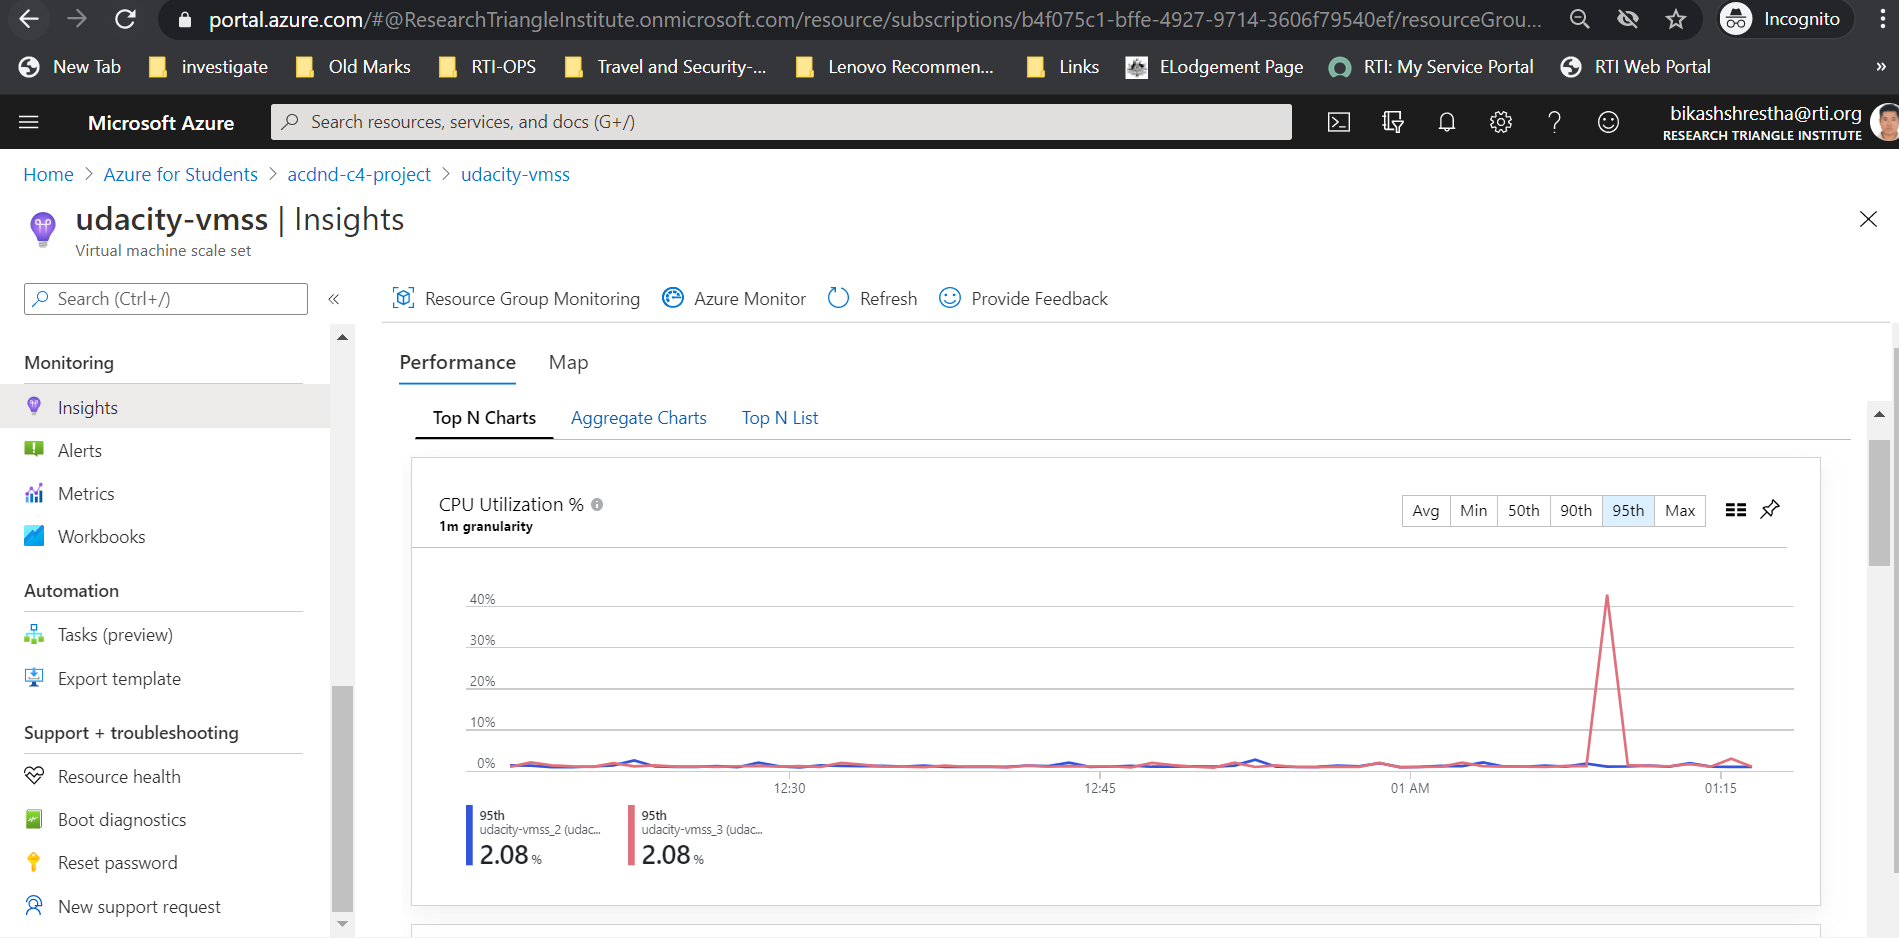 portal.azure.com/#@ResearchTriangleInstitute.onmicrosoft.com/resource/subscriptions/b4f075c1-bffe-4927-9714-3606f79540ef/resourceGrou...
Incognito
New Tab
investigate
Old Marks
RTI-OPS
Travel and Security-...
Lenovo Recommen...
Links
ELodgement Page
RTI: My Service Portal
RTI Web Portal
»
Microsoft Azure
Search resources, services, and docs (G+/)
bikashshrestha@rti.org
RESEARCH TRIANGLE INSTITUTE
Home > Azure for Students > acdnd-c4-project > udacity-vmss
udacity-vmss | Insights
Virtual machine scale set
Search (Ctrl+/)
«
Resource Group Monitoring
Azure Monitor
Refresh
Provide Feedback
Monitoring
Insights
Alerts
Metrics
Workbooks
Automation
Tasks (preview)
Export template
Support + troubleshooting
Resource health
Boot diagnostics
Reset password
New support request
Performance
Map
Top N Charts
Aggregate Charts
Top N List
CPU Utilization %
1m granularity
Avg
Min
50th
90th
95th
Max
40%
30%
20%
10%
0%
12:30
12:45
01 AM
01:15
95th
udacity-vmss_2 (udac...
2.08 %
95th
udacity-vmss_3 (udac...
2.08 %